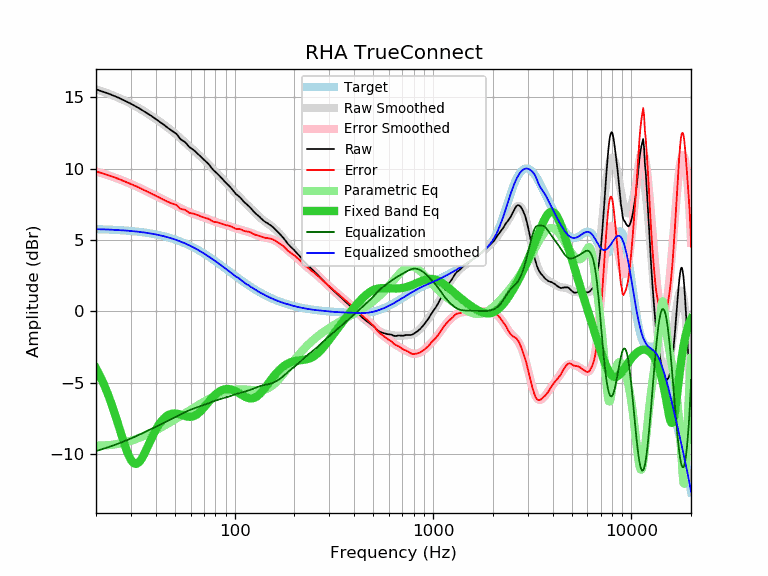 RHA TrueConnect
Target
Raw Smoothed
Error Smoothed
Raw
Error
Parametric Eq
Fixed Band Eq
Equalization
Equalized smoothed
15
10
5
0
−5
−10
Amplitude (dBr)
100 1000 10000
Frequency (Hz)